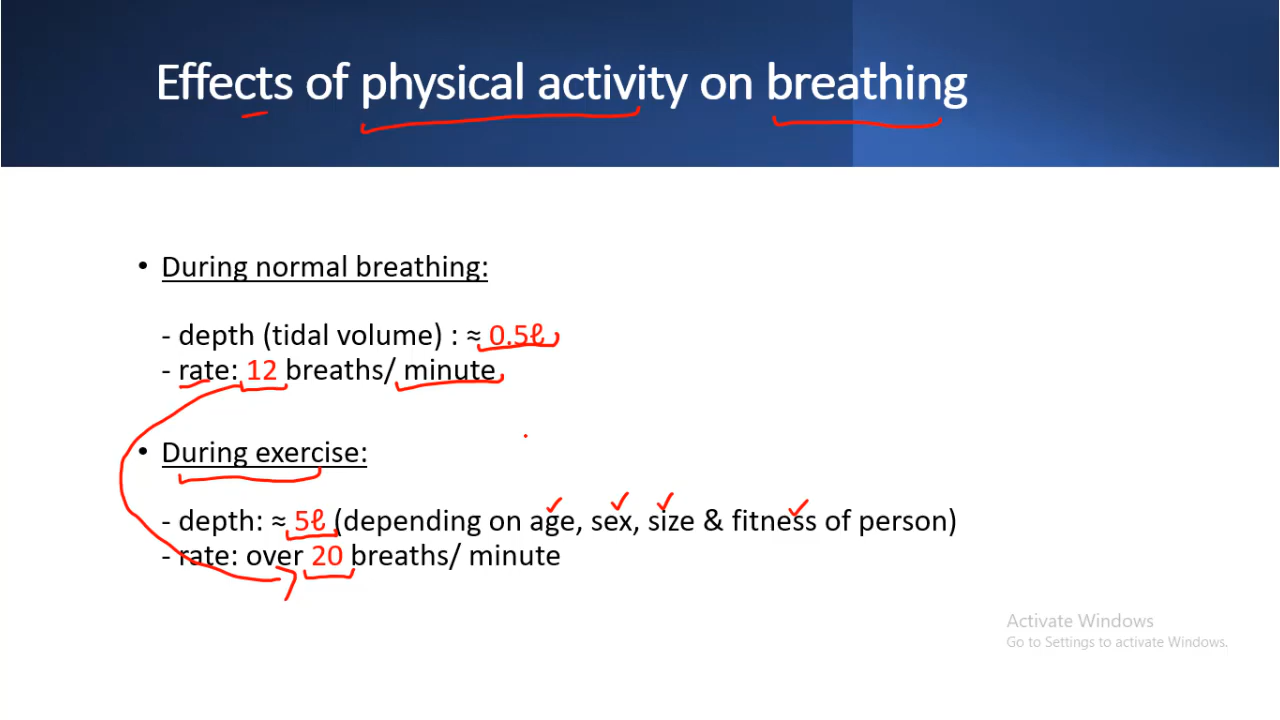 Effects of physical activity on breathing
• During normal breathing:
- depth (tidal volume) : ≈ 0.5ℓ
- rate: 12 breaths/ minute
• During exercise:
- depth: ≈ 5ℓ (depending on age, sex, size & fitness of person)
- rate: over 20 breaths/ minute
Activate Windows
Go to Settings to activate Windows.